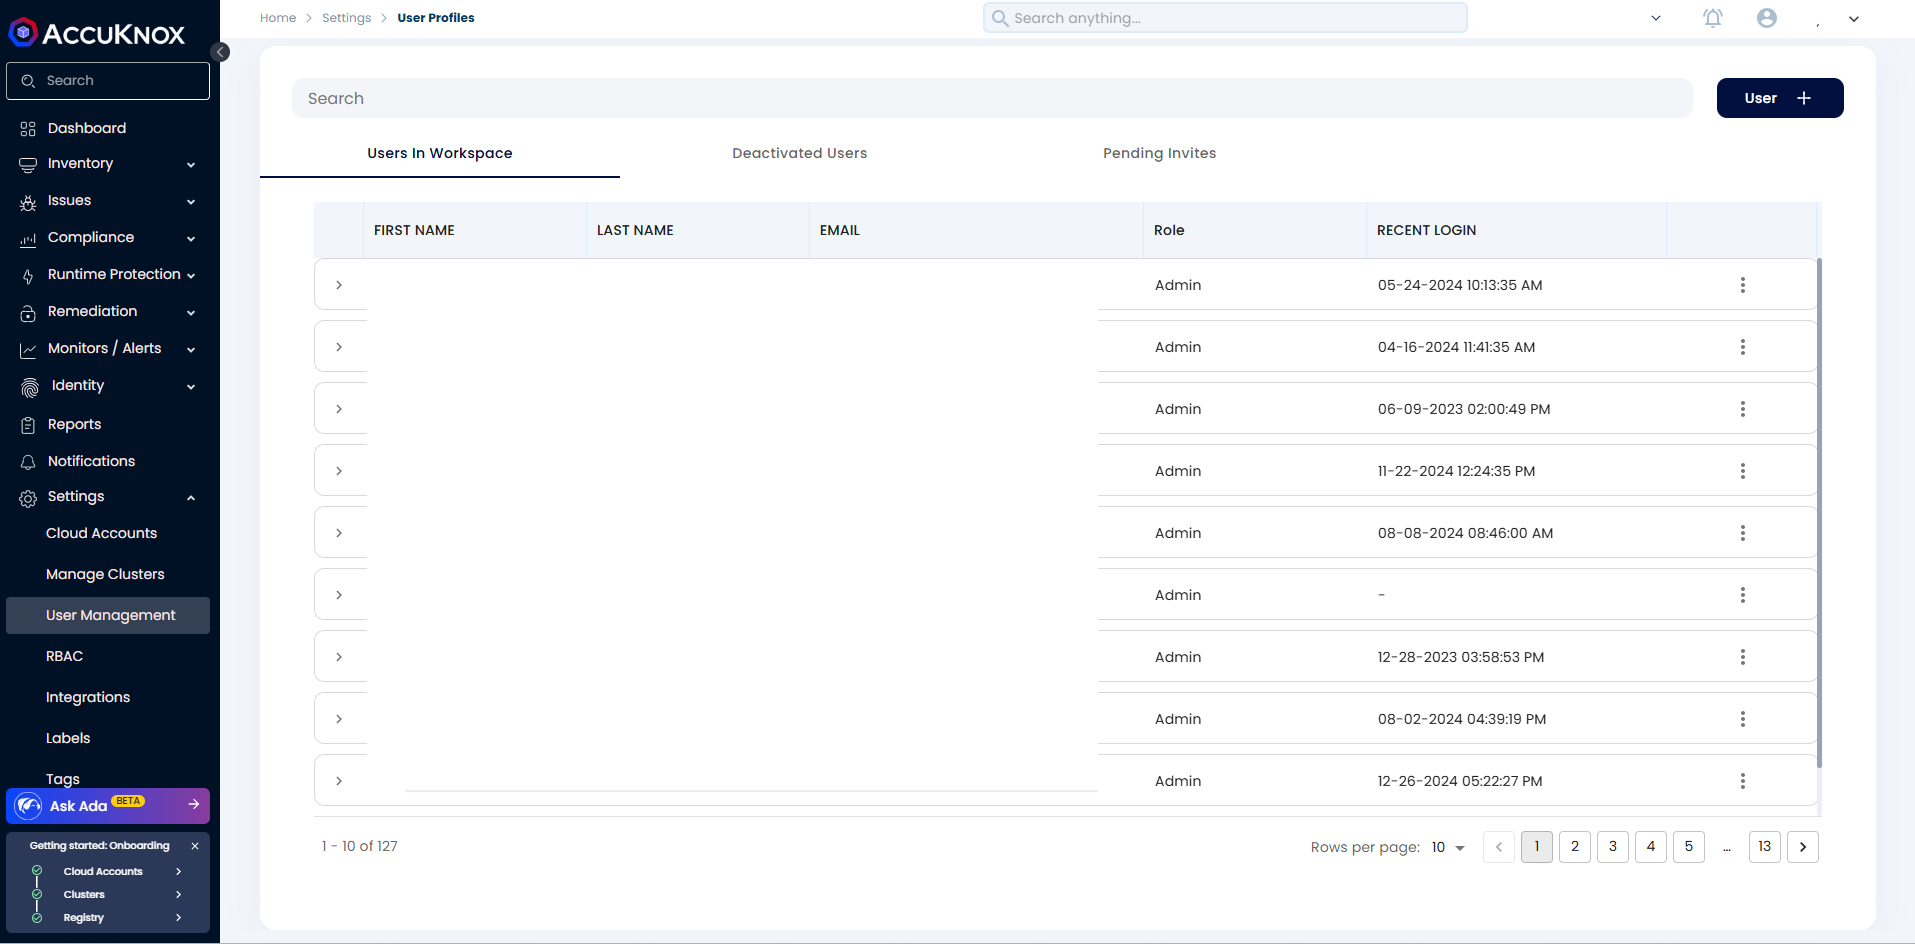 ACCUKNOX
Search
Dashboard
Inventory
Issues
Compliance
Runtime Protection
Remediation
Monitors / Alerts
Identity
Reports
Notifications
Settings
Cloud Accounts
Manage Clusters
User Management
RBAC
Integrations
Labels
Tags
Ask Ada BETA
Getting started: Onboarding
Cloud Accounts
Clusters
Registry
Home > Settings > User Profiles
Search anything...
Search
User +
Users In Workspace Deactivated Users Pending Invites
FIRST NAME LAST NAME EMAIL Role RECENT LOGIN
Admin 05-24-2024 10:13:35 AM
Admin 04-16-2024 11:41:35 AM
Admin 06-09-2023 02:00:49 PM
Admin 11-22-2024 12:24:35 PM
Admin 08-08-2024 08:46:00 AM
Admin -
Admin 12-28-2023 03:58:53 PM
Admin 08-02-2024 04:39:19 PM
Admin 12-26-2024 05:22:27 PM
1 - 10 of 127 Rows per page: 10 < 1 2 3 4 5 ... 13 >